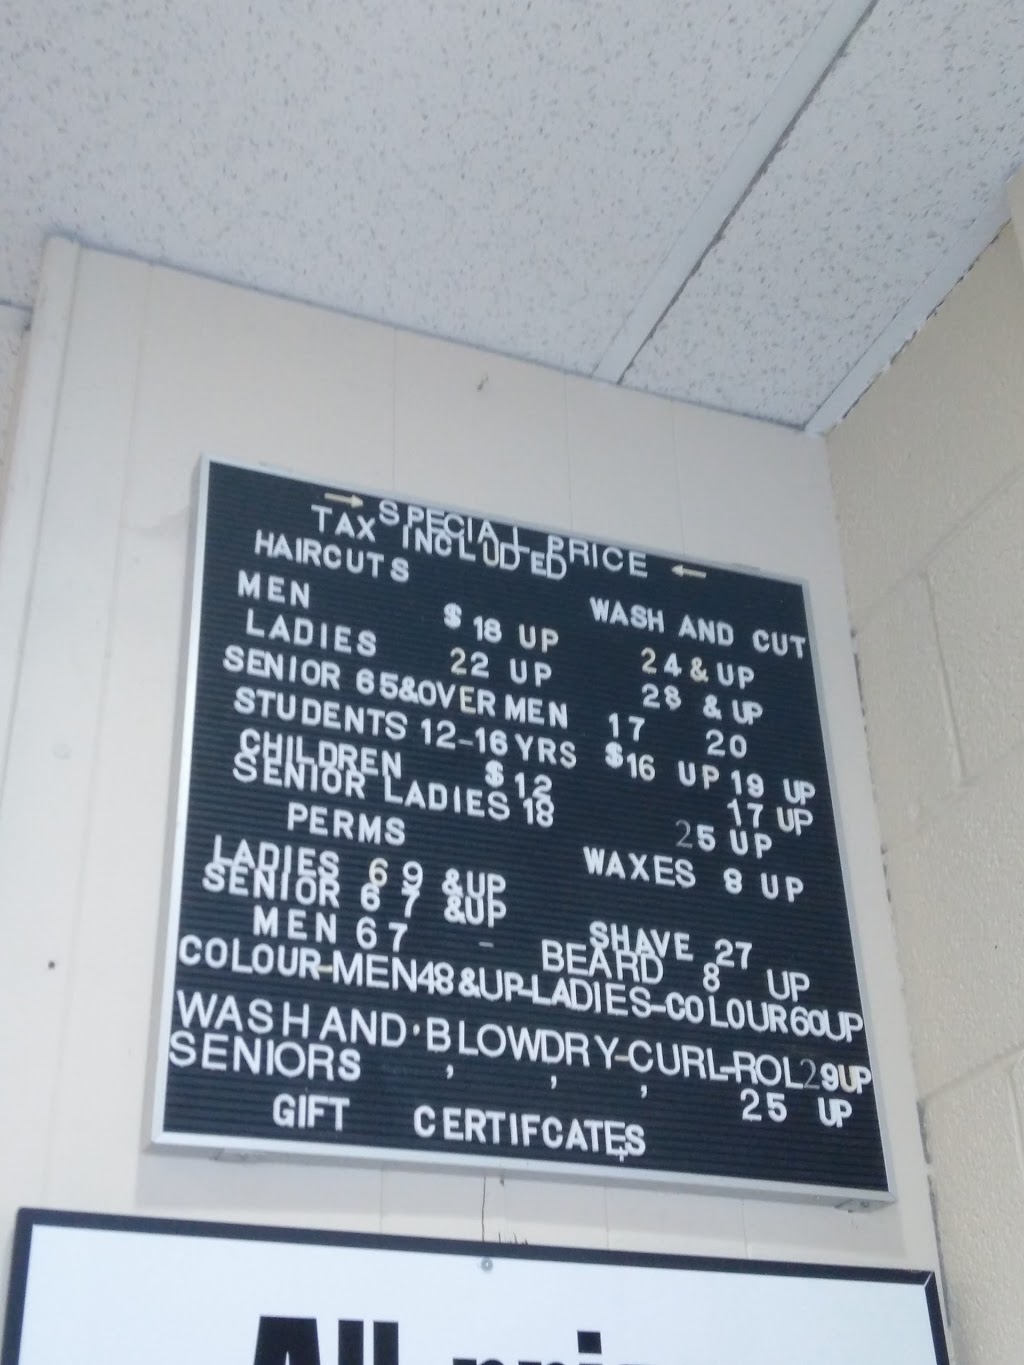 → SPECIAL PRICE ←
TAX INCLUDED
HAIRCUTS WASH AND CUT
MEN $18 UP 24 & UP
LADIES 22 UP 28 & UP
SENIOR 65&OVER MEN 17 20
STUDENTS 12-16 YRS $16 UP 19 UP
CHILDREN $12 17 UP
SENIOR LADIES 18 25 UP
PERMS WAXES 8 UP
LADIES 69 &UP
SENIOR 67 &UP SHAVE 27
MEN 67 - BEARD 8 UP
COLOUR-MEN48&UP-LADIES-COLOUR60UP
WASH AND·BLOWDRY-CURL-ROL29UP
SENIORS , , , 25 UP
GIFT CERTIFCATES
All